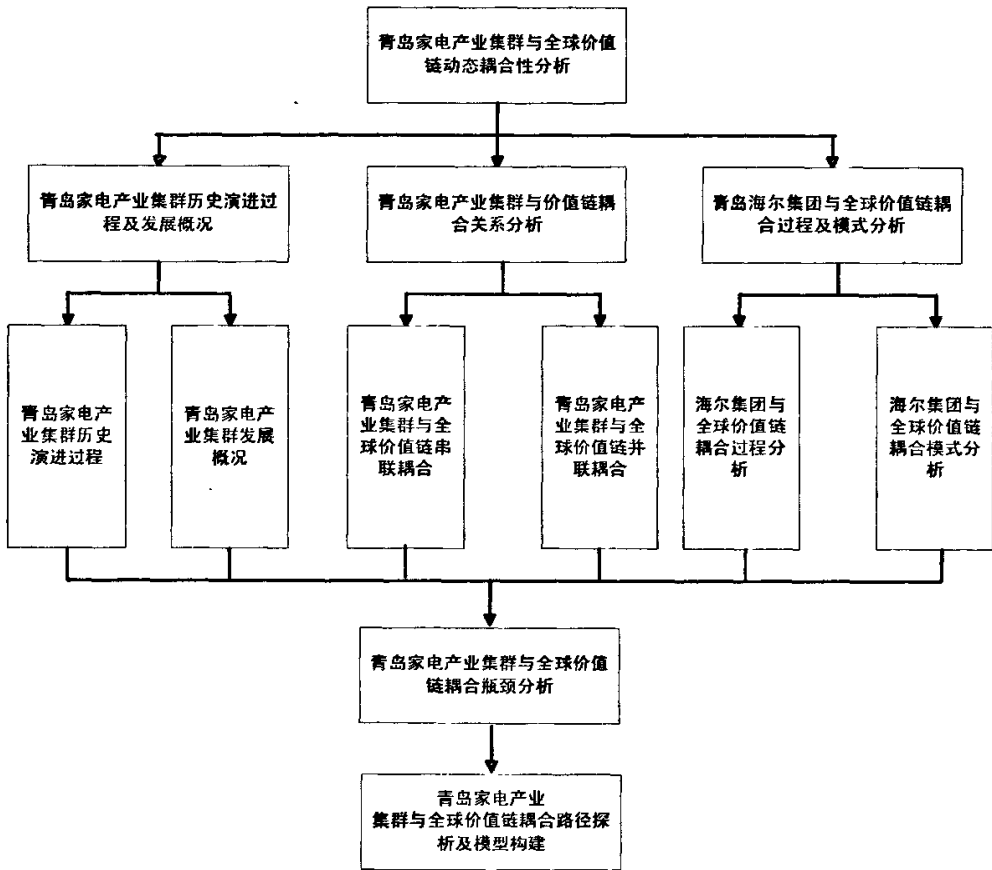 青岛家电产业集群与全球价值
链动态耦合性分析
青岛家电产业集群历史演进过
程及发展概况
青岛家电产业集群与价值链耦
合关系分析
青岛海尔集团与全球价值链耦
合过程及模式分析
青岛家电产
业集群历史
演进过程
青岛家电产
业集群发展
概况
青岛家电产
业集群与全
球价值链串
联耦合
青岛家电产
业集群与全
球价值链并
联耦合
海尔集团与
全球价值链
耦合过程分
析
海尔集团与
全球价值链
耦合模式分
析
青岛家电产业集群与全球价值
链耦合瓶颈分析
青岛家电产业
集群与全球价值链耦合路径探
析及模型构建